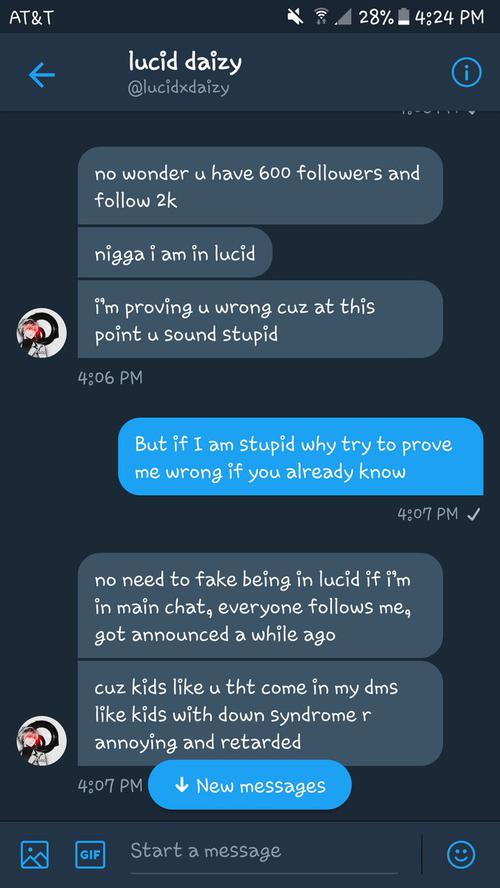 AT&T 28% 4:24 PM
lucid daizy
@lucidxdaizy
no wonder u have 600 followers and
follow 2k
nigga i am in lucid
i'm proving u wrong cuz at this
point u sound stupid
4:06 PM
But if I am stupid why try to prove
me wrong if you already know
4:07 PM
no need to fake being in lucid if i'm
in main chat, everyone follows me,
got announced a while ago
cuz kids like u tht come in my dms
like kids with down syndrome r
annoying and retarded
4:07 PM
New messages
GIF Start a message